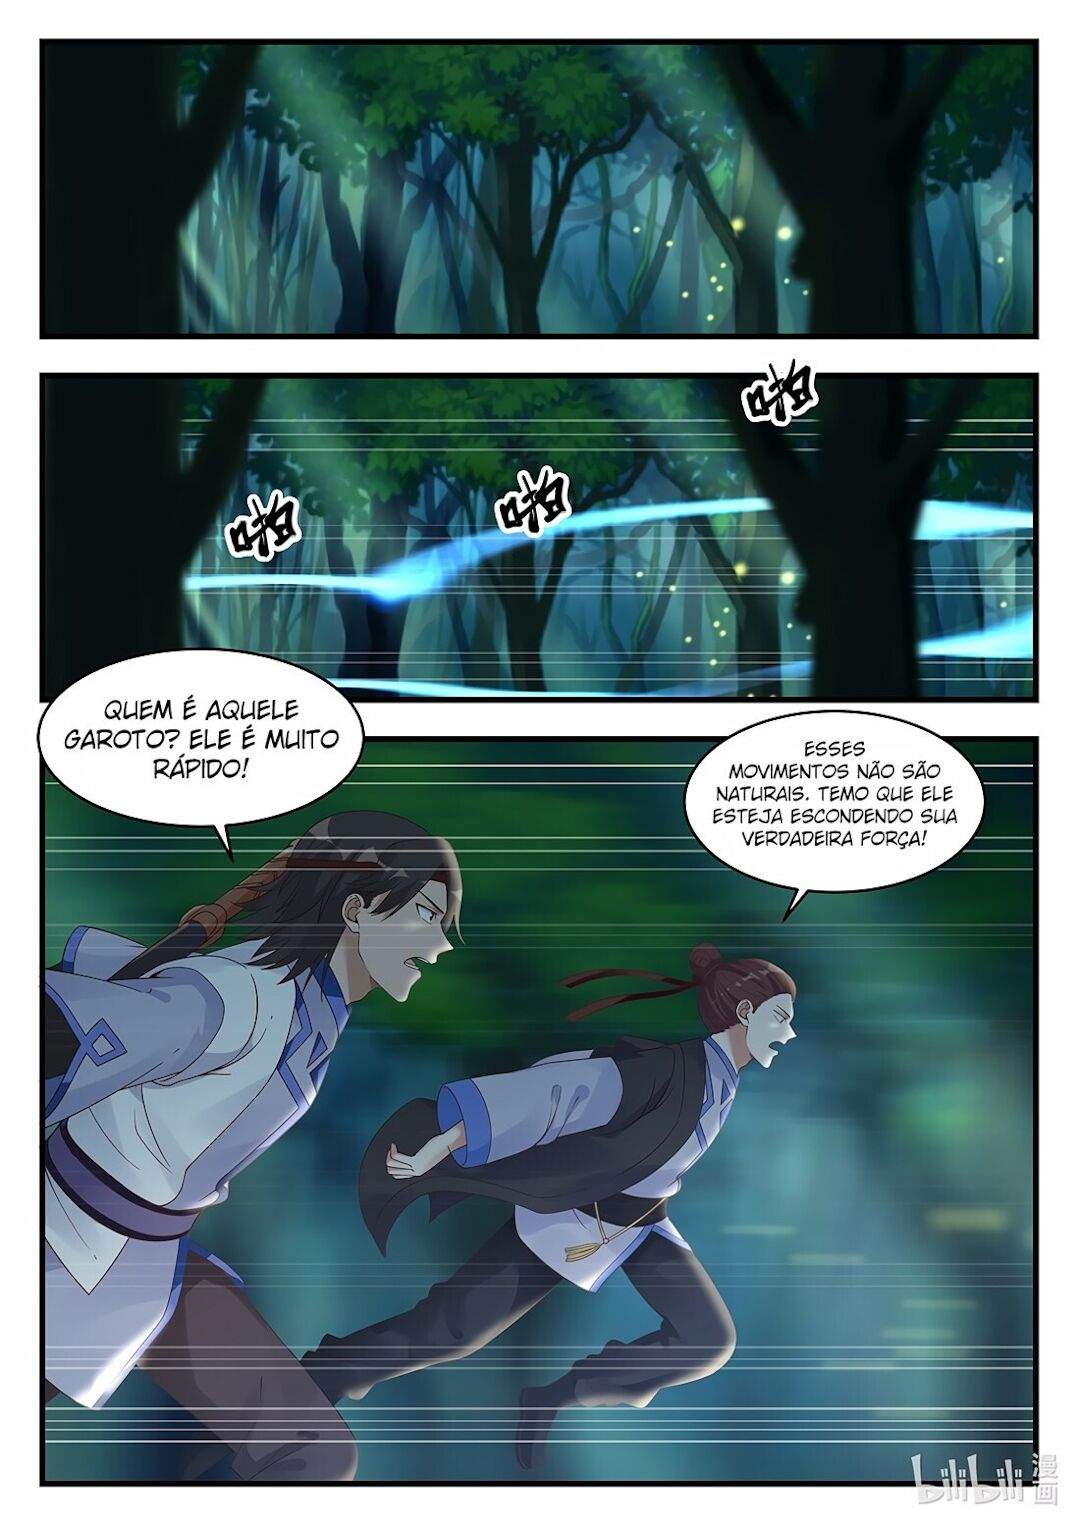 啪
啪
啪
QUEM É AQUELE
GAROTO? ELE É MUITO
RÁPIDO!
ESSES
MOVIMENTOS NÃO SÃO
NATURAIS. TEMO QUE ELE
ESTEJA ESCONDENDO SUA
VERDADEIRA FORÇA!
bilibili 漫画